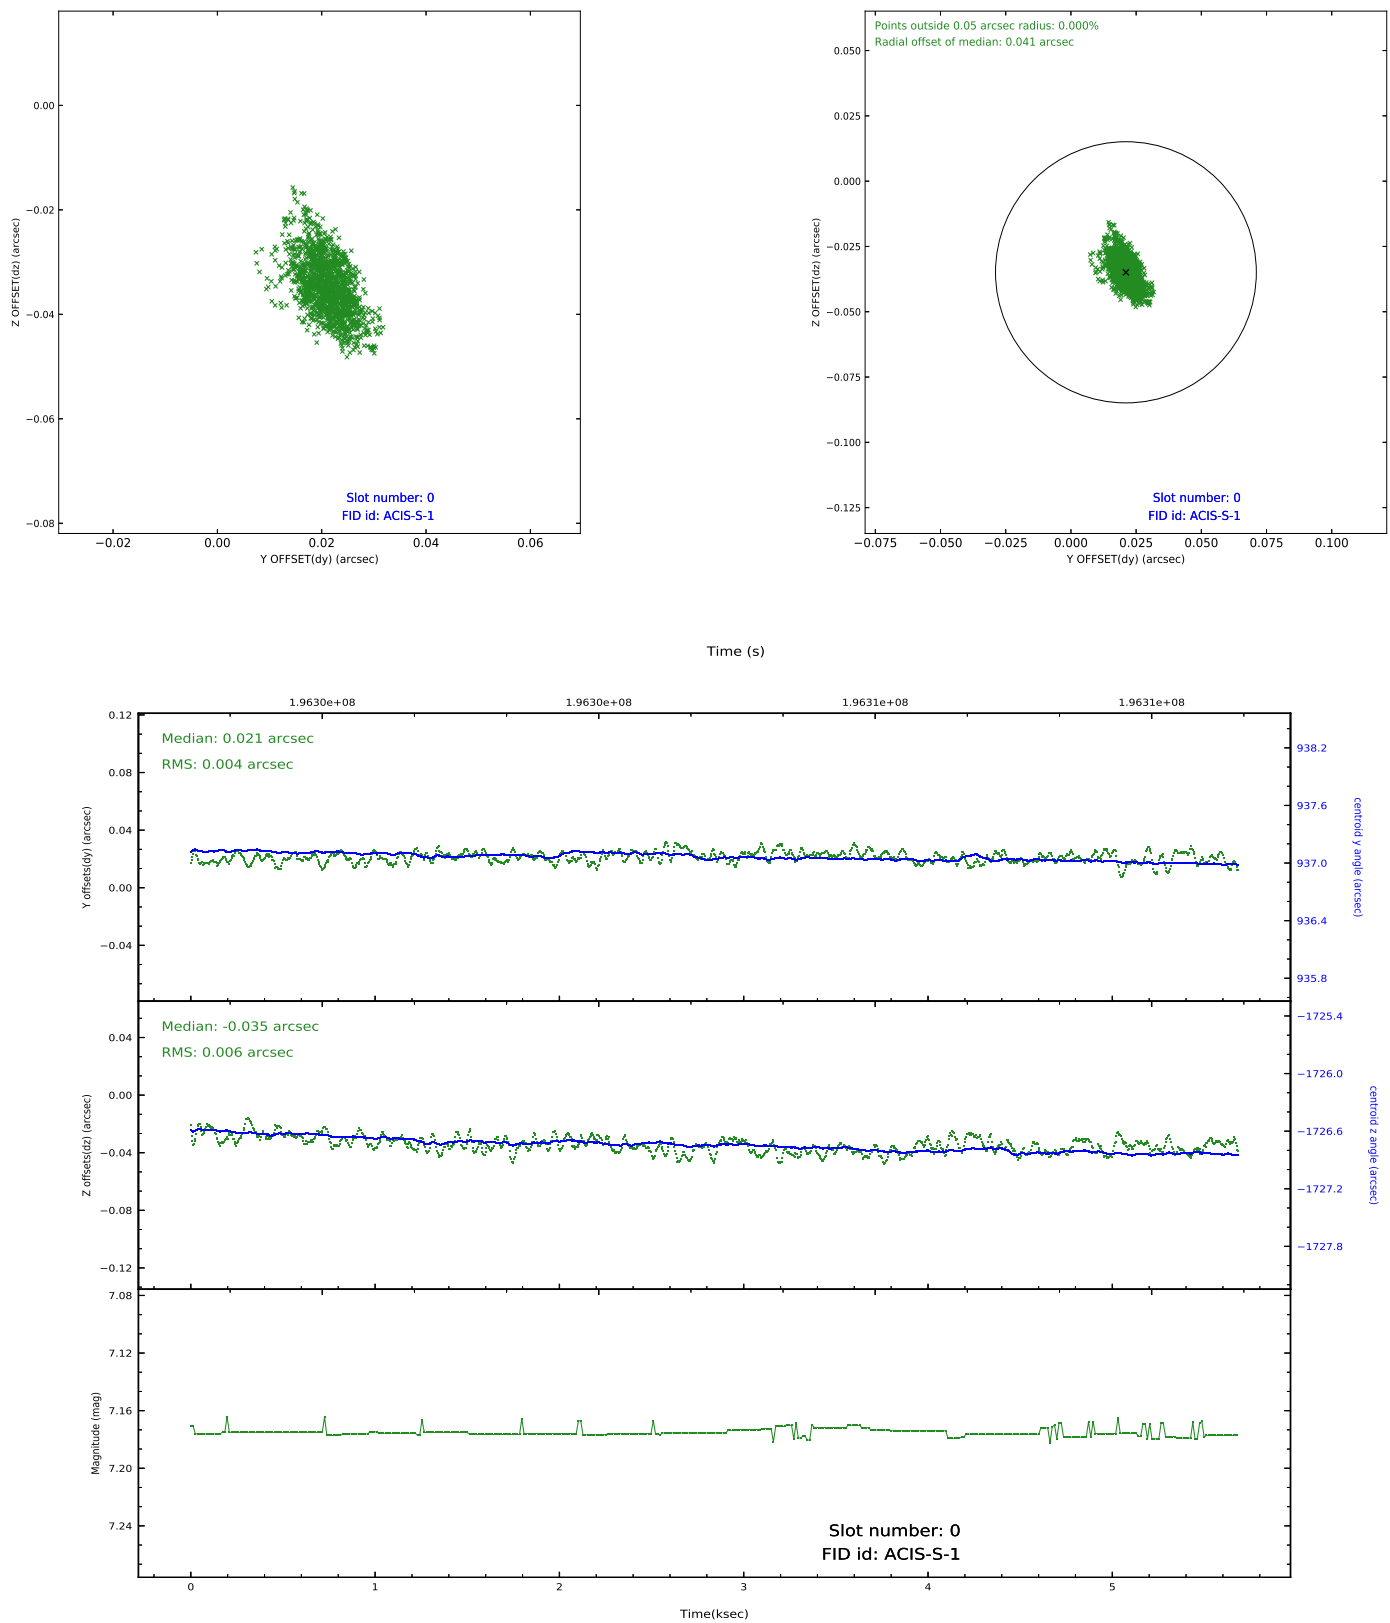 0.00
−0.02
−0.04
−0.06
−0.08
Z OFFSET(dz) (arcsec)
−0.02 0.00 0.02 0.04 0.06
Y OFFSET(dy) (arcsec)
Slot number: 0
FID id: ACIS-S-1
Points outside 0.05 arcsec radius: 0.000%
Radial offset of median: 0.041 arcsec
0.050
0.025
0.000
−0.025
−0.050
−0.075
−0.100
−0.125
Z OFFSET(dz) (arcsec)
−0.075 −0.050 −0.025 0.000 0.025 0.050 0.075 0.100
Y OFFSET(dy) (arcsec)
Slot number: 0
FID id: ACIS-S-1
Time (s)
1.9630e+08 1.9630e+08 1.9631e+08 1.9631e+08
Median: 0.021 arcsec
RMS: 0.004 arcsec
0.12
0.08
0.04
0.00
−0.04
Y offsets(dy) (arcsec)
938.2
937.6
937.0
936.4
935.8
centroid y angle (arcsec)
Median: -0.035 arcsec
RMS: 0.006 arcsec
0.04
0.00
−0.04
−0.08
−0.12
Z offsets(dz) (arcsec)
−1725.4
−1726.0
−1726.6
−1727.2
−1727.8
centroid z angle (arcsec)
7.08
7.12
7.16
7.20
7.24
Magnitude (mag)
Slot number: 0
FID id: ACIS-S-1
0 1 2 3 4 5
Time(ksec)